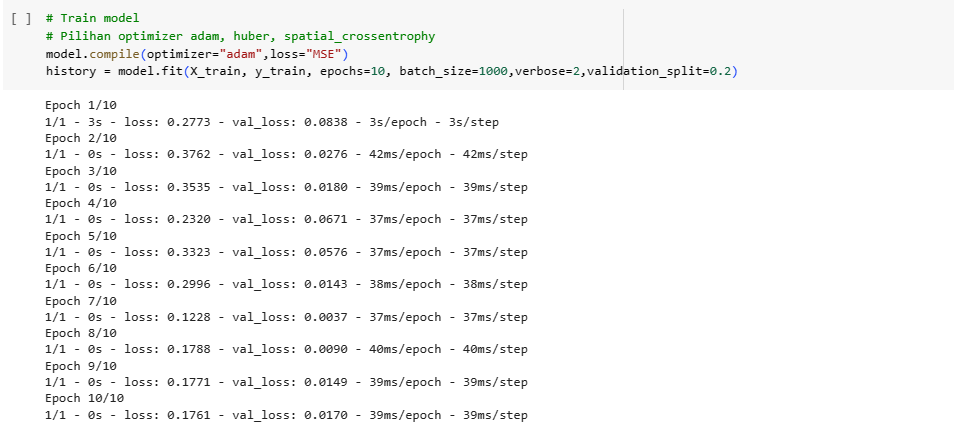 [ ] # Train model
# Pilihan optimizer adam, huber, spatial_crossentrophy
model.compile(optimizer="adam",loss="MSE")
history = model.fit(X_train, y_train, epochs=10, batch_size=1000,verbose=2,validation_split=0.2)
Epoch 1/10
1/1 - 3s - loss: 0.2773 - val_loss: 0.0838 - 3s/epoch - 3s/step
Epoch 2/10
1/1 - 0s - loss: 0.3762 - val_loss: 0.0276 - 42ms/epoch - 42ms/step
Epoch 3/10
1/1 - 0s - loss: 0.3535 - val_loss: 0.0180 - 39ms/epoch - 39ms/step
Epoch 4/10
1/1 - 0s - loss: 0.2320 - val_loss: 0.0671 - 37ms/epoch - 37ms/step
Epoch 5/10
1/1 - 0s - loss: 0.3323 - val_loss: 0.0576 - 37ms/epoch - 37ms/step
Epoch 6/10
1/1 - 0s - loss: 0.2996 - val_loss: 0.0143 - 38ms/epoch - 38ms/step
Epoch 7/10
1/1 - 0s - loss: 0.1228 - val_loss: 0.0037 - 37ms/epoch - 37ms/step
Epoch 8/10
1/1 - 0s - loss: 0.1788 - val_loss: 0.0090 - 40ms/epoch - 40ms/step
Epoch 9/10
1/1 - 0s - loss: 0.1771 - val_loss: 0.0149 - 39ms/epoch - 39ms/step
Epoch 10/10
1/1 - 0s - loss: 0.1761 - val_loss: 0.0170 - 39ms/epoch - 39ms/step